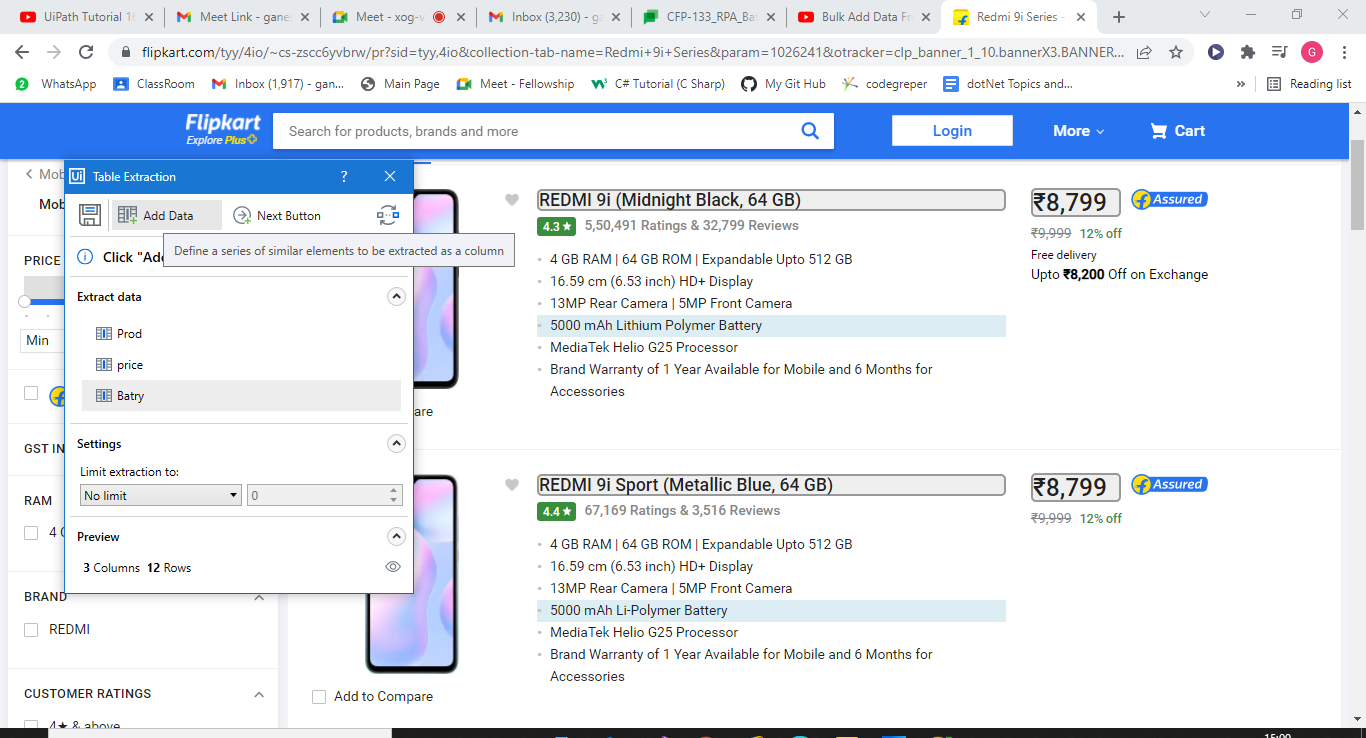 UiPath Tutorial 1
Meet Link - gane
Meet - xog-v
Inbox (3,230) - g
CFP-133_RPA_Bat
Bulk Add Data Fr
Redmi 9i Series -
flipkart.com/tyy/4io/~cs-zscc6yvbrw/pr?sid=tyy,4io&collection-tab-name=Redmi+9i+Series&param=1026241&otracker=clp_banner_1_10.bannerX3.BANNER...
G
2
WhatsApp
ClassRoom
Inbox (1,917) - gan...
Main Page
Meet - Fellowship
C# Tutorial (C Sharp)
My Git Hub
codegreper
dotNet Topics and...
»
Reading list
Flipkart
Explore Plus
Search for products, brands and more
Login
More
Cart
Mob
Mo
PRICE
Min
GST IN
RAM
4 G
BRAND
REDMI
CUSTOMER RATINGS
4★ & above
Ui Table Extraction
?
Add Data
Next Button
Define a series of similar elements to be extracted as a column
Click "Ad
Extract data
Prod
price
Batry
Settings
Limit extraction to:
No limit
0
Preview
3 Columns 12 Rows
are
REDMI 9i (Midnight Black, 64 GB)
4.3 ★ 5,50,491 Ratings & 32,799 Reviews
4 GB RAM | 64 GB ROM | Expandable Upto 512 GB
16.59 cm (6.53 inch) HD+ Display
13MP Rear Camera | 5MP Front Camera
5000 mAh Lithium Polymer Battery
MediaTek Helio G25 Processor
Brand Warranty of 1 Year Available for Mobile and 6 Months for
Accessories
₹8,799
Assured
₹9,999 12% off
Free delivery
Upto ₹8,200 Off on Exchange
REDMI 9i Sport (Metallic Blue, 64 GB)
4.4 ★ 67,169 Ratings & 3,516 Reviews
4 GB RAM | 64 GB ROM | Expandable Upto 512 GB
16.59 cm (6.53 inch) HD+ Display
13MP Rear Camera | 5MP Front Camera
5000 mAh Li-Polymer Battery
MediaTek Helio G25 Processor
Brand Warranty of 1 Year Available for Mobile and 6 Months for
Accessories
₹8,799
Assured
₹9,999 12% off
Add to Compare